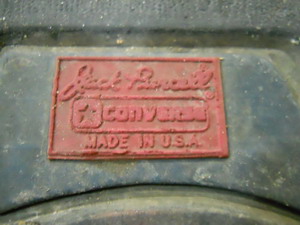 Jack Purcell
CONVERSE
MADE IN U.S.A